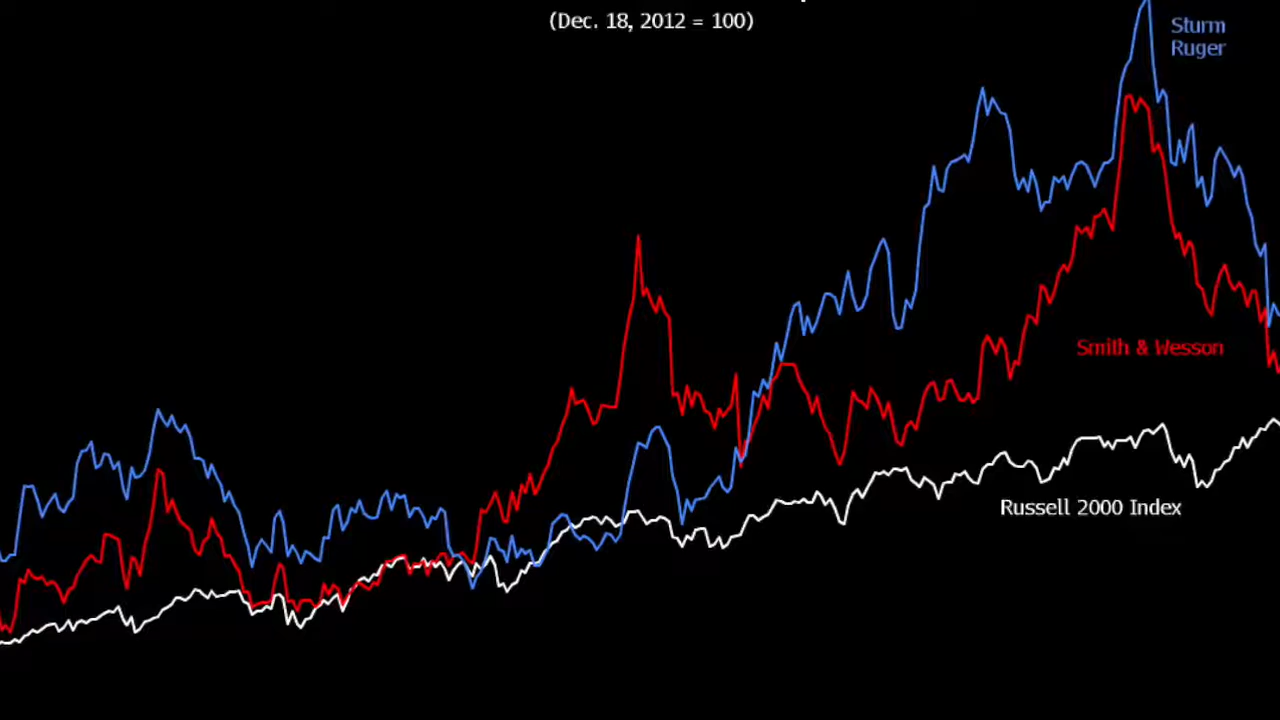 (Dec. 18, 2012 = 100)
Sturm
Ruger
Smith & Wesson
Russell 2000 Index